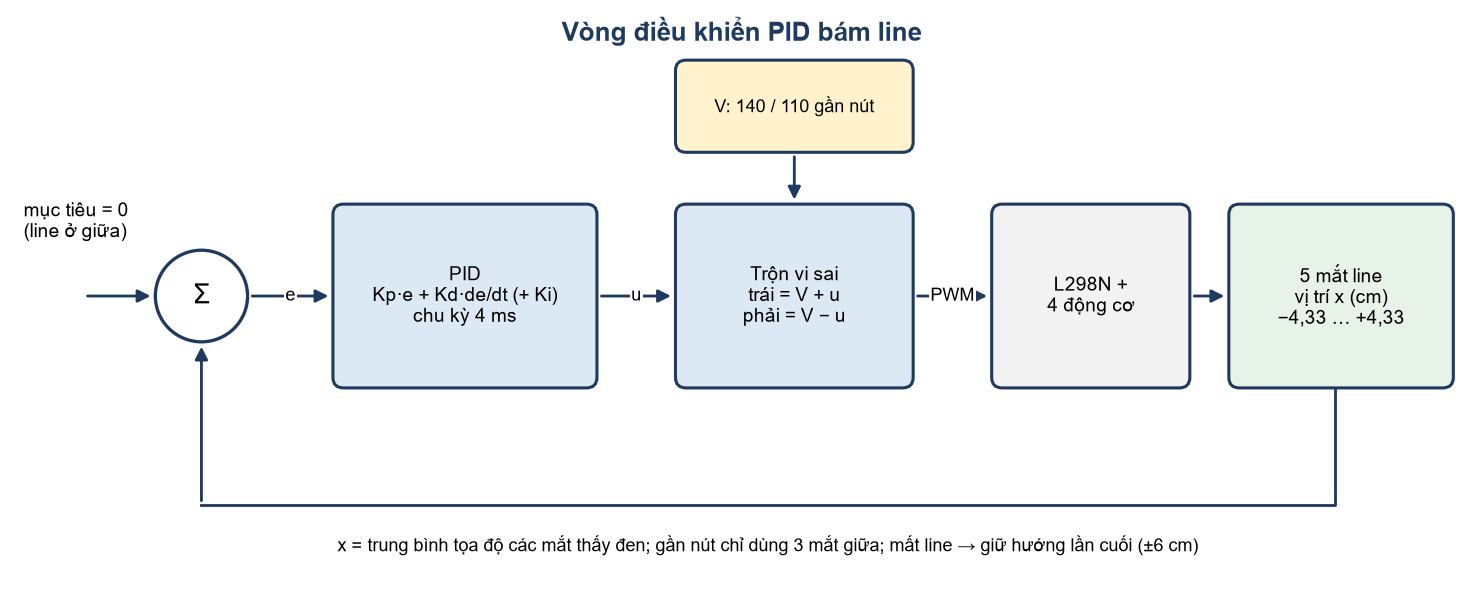 Vòng điều khiển PID bám line
V: 140 / 110 gần nút
mục tiêu = 0
(line ở giữa)
Σ
e
PID
Kp·e + Kd·de/dt (+ Ki)
chu kỳ 4 ms
u
Trộn vi sai
trái = V + u
phải = V − u
PWM
L298N +
4 động cơ
5 mắt line
vị trí x (cm)
−4,33 … +4,33
x = trung bình tọa độ các mắt thấy đen; gần nút chỉ dùng 3 mắt giữa; mất line → giữ hướng lần cuối (±6 cm)